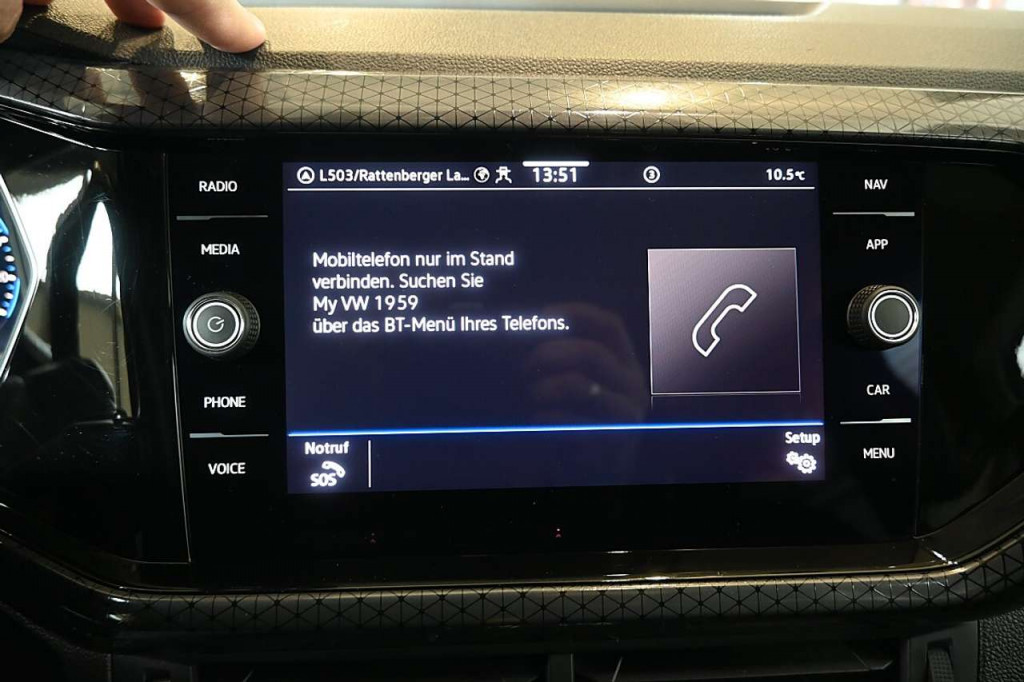 RADIO
MEDIA
PHONE
VOICE
L503/Rattenberger La... 13:51 3 10.5°C
Mobiltelefon nur im Stand
verbinden. Suchen Sie
My VW 1959
über das BT-Menü Ihres Telefons.
Notruf
SOS
Setup
NAV
APP
CAR
MENU